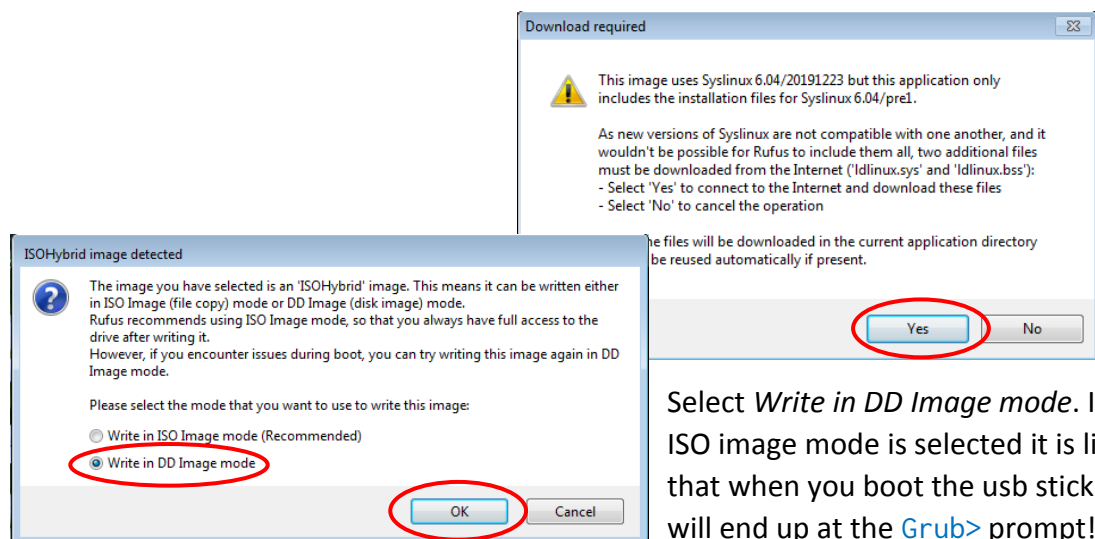 Download required
This image uses Syslinux 6.04/20191223 but this application only
includes the installation files for Syslinux 6.04/pre1.
As new versions of Syslinux are not compatible with one another, and it
wouldn't be possible for Rufus to include them all, two additional files
must be downloaded from the Internet ('ldlinux.sys' and 'ldlinux.bss'):
- Select 'Yes' to connect to the Internet and download these files
- Select 'No' to cancel the operation
files will be downloaded in the current application directory
be reused automatically if present.
Yes
No
ISOHybrid image detected
The image you have selected is an 'ISOHybrid' image. This means it can be written either
in ISO Image (file copy) mode or DD Image (disk image) mode.
Rufus recommends using ISO Image mode, so that you always have full access to the
drive after writing it.
However, if you encounter issues during boot, you can try writing this image again in DD
Image mode.
Please select the mode that you want to use to write this image:
Write in ISO Image mode (Recommended)
Write in DD Image mode
OK
Cancel
Select Write in DD Image mode.
ISO image mode is selected it is
that when you boot the usb stick
will end up at the Grub> prompt!